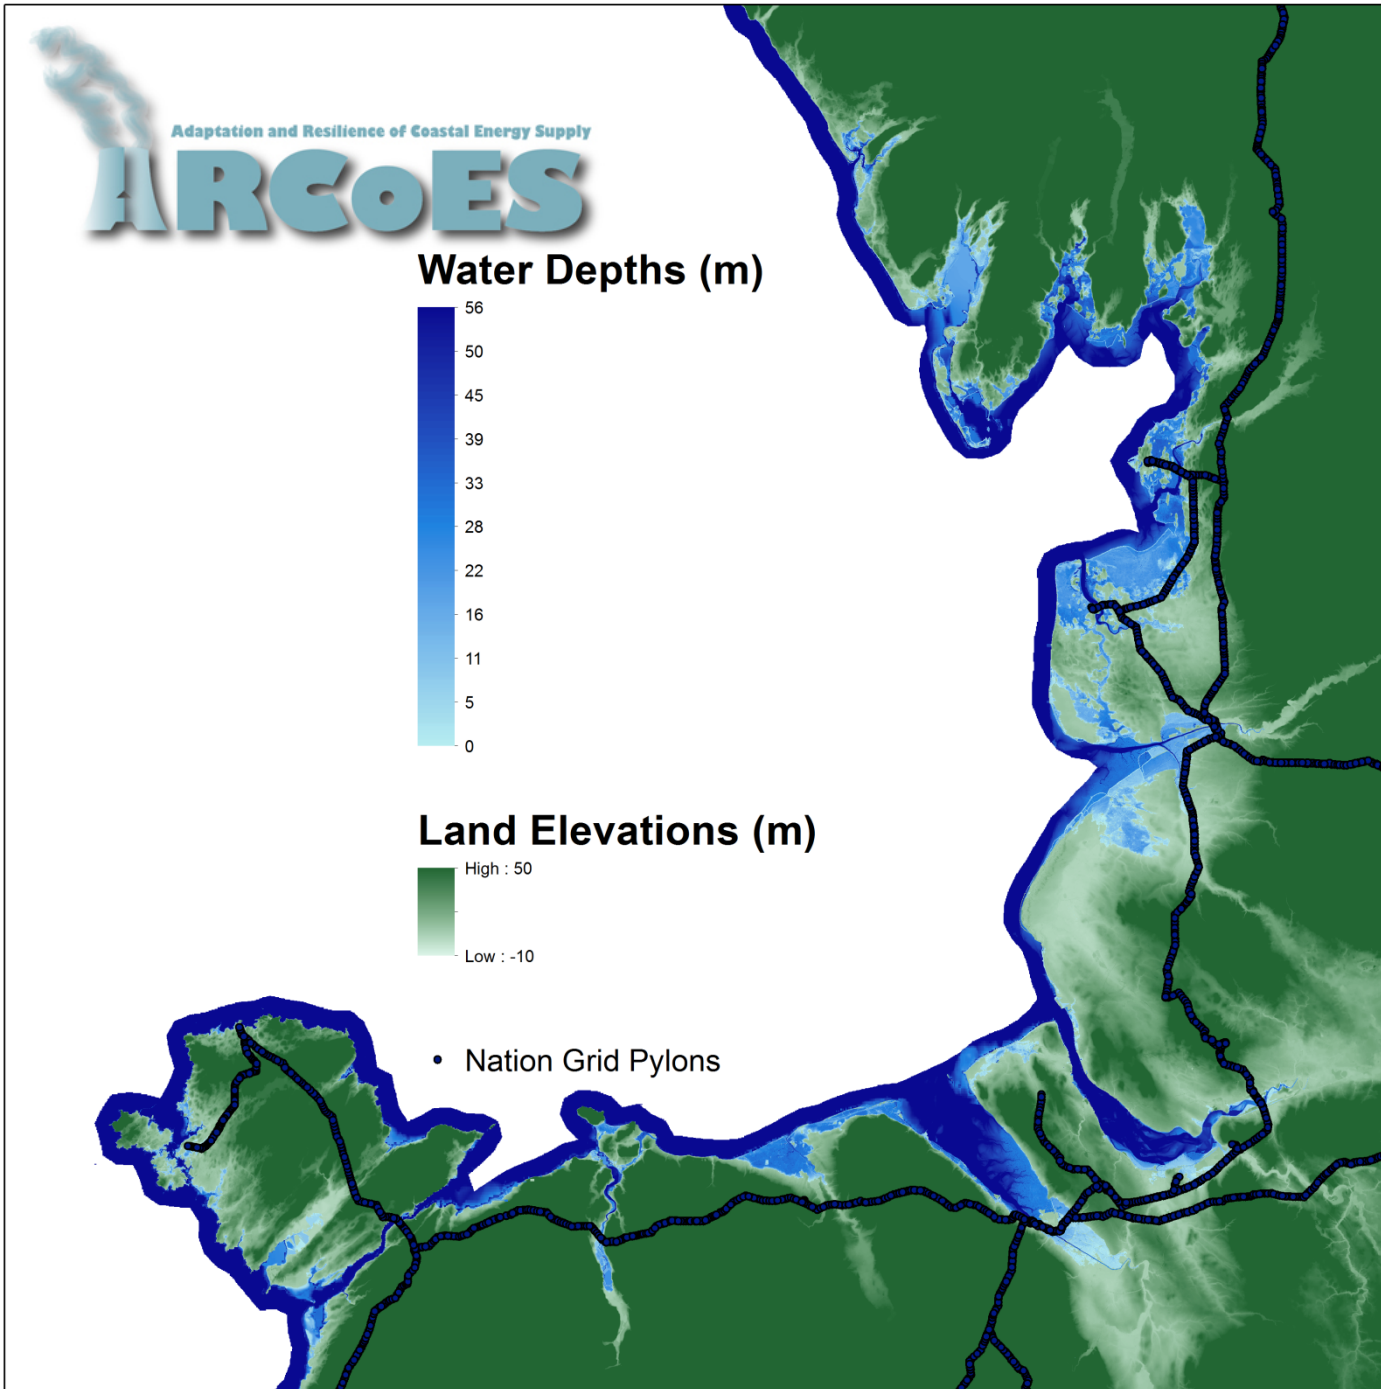 Adaptation and Resilience of Coastal Energy Supply
ARCoES
Water Depths (m)
56
50
45
39
33
28
22
16
11
5
0
Land Elevations (m)
High : 50
Low : -10
Nation Grid Pylons